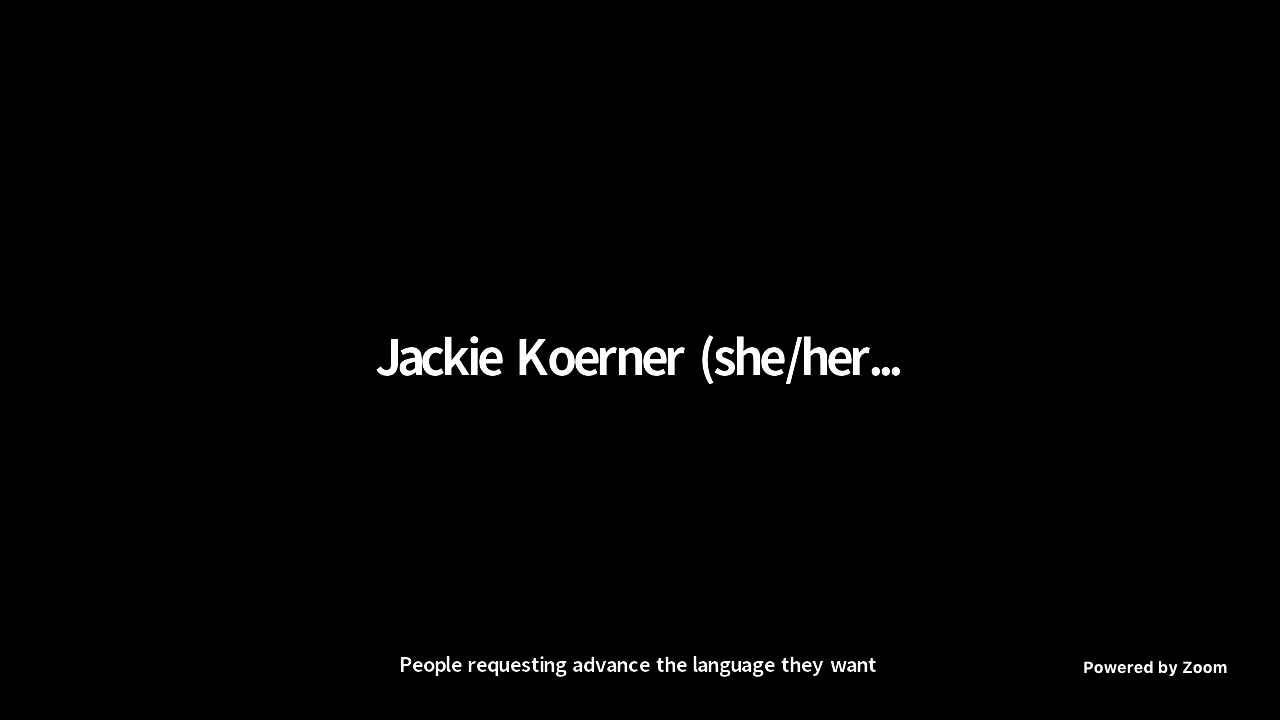 Jackie Koerner (she/her...
People requesting advance the language they want
Powered by Zoom